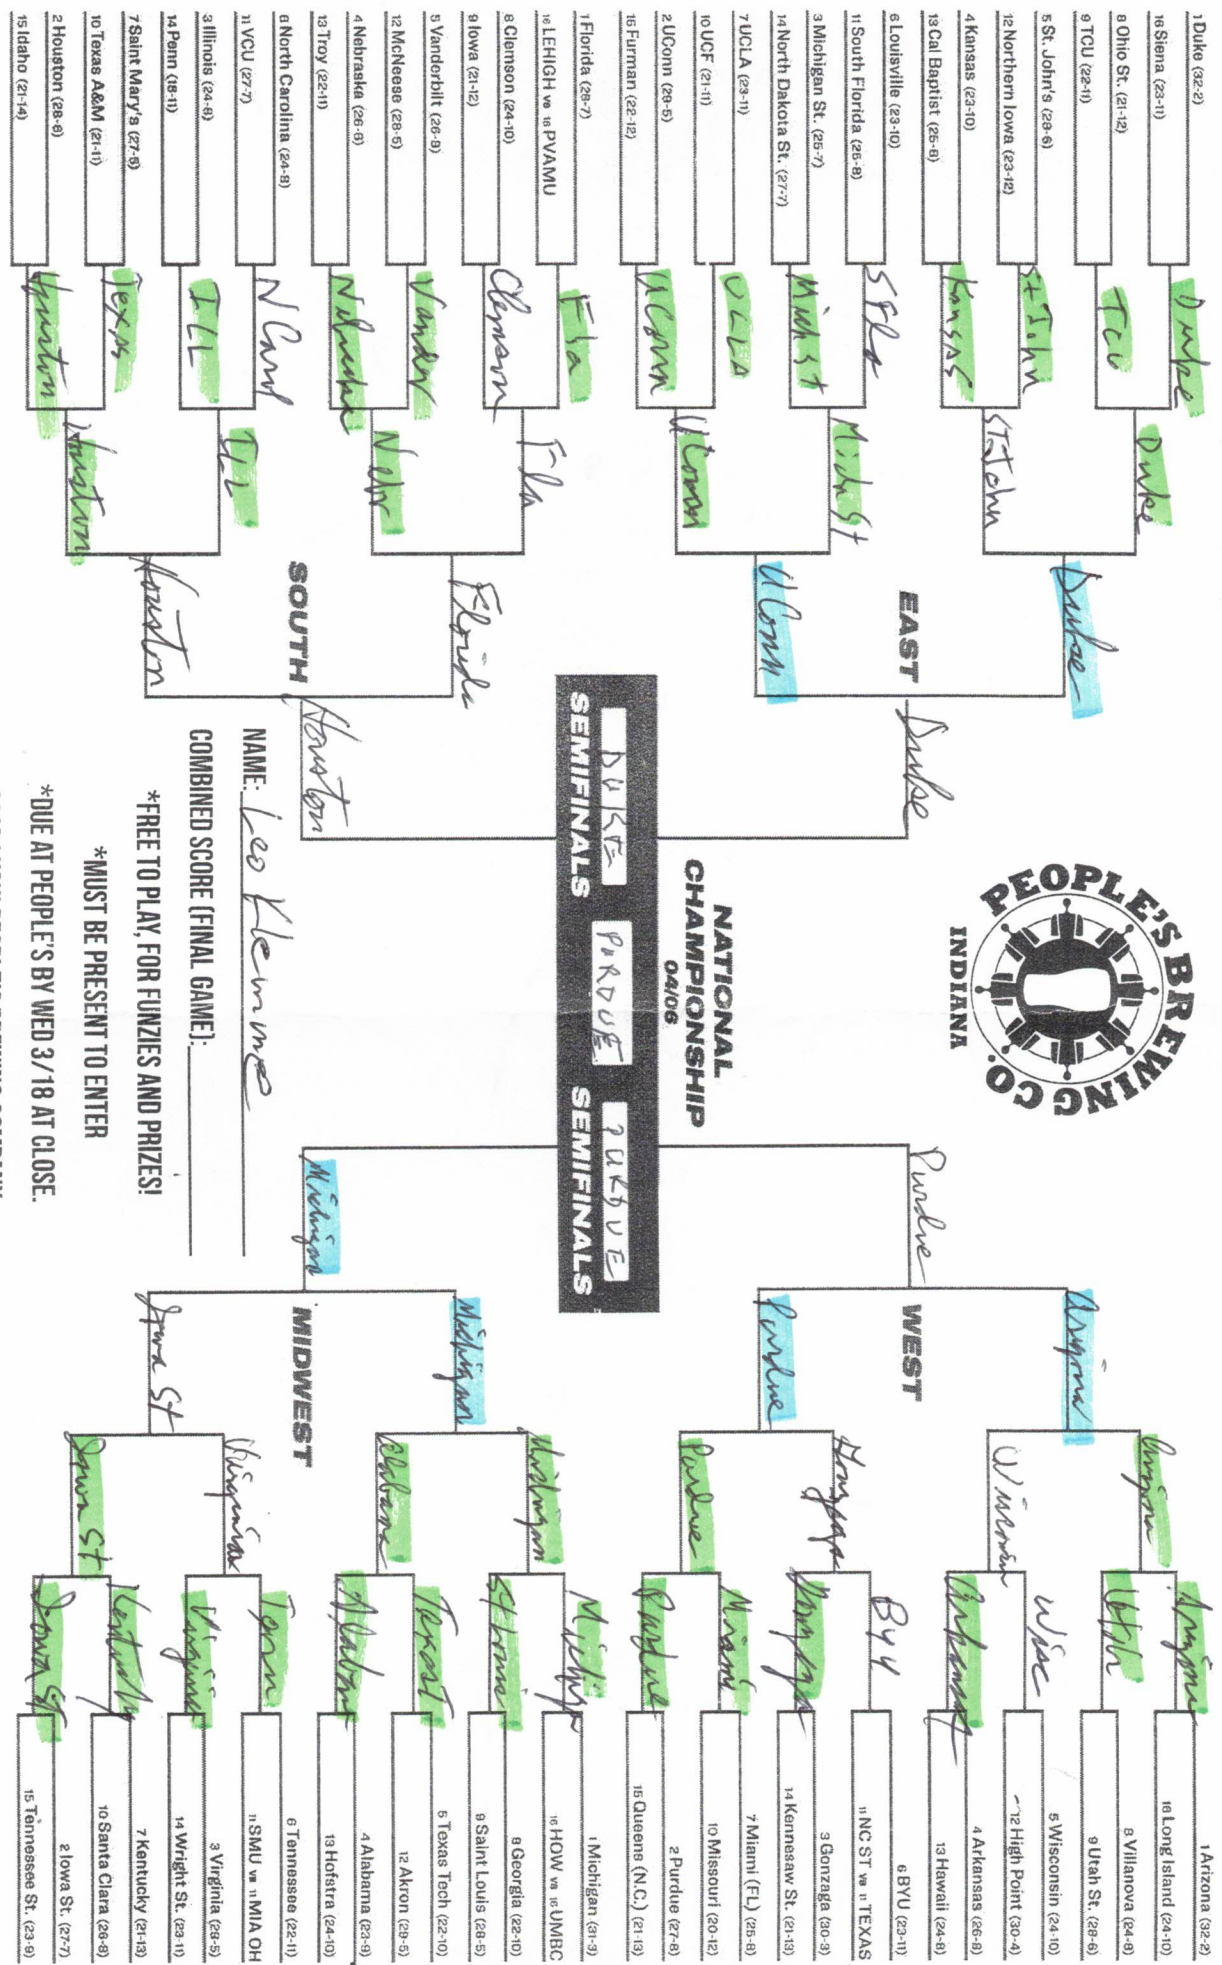 1 Duke (32-2)
16 Siena (23-11)
8 Ohio St. (21-12)
9 TCU (22-11)
5 St. John's (28-6)
12 Northern Iowa (23-12)
4 Kansas (23-10)
13 Cal Baptist (25-8)
6 Louisville (23-10)
11 South Florida (25-8)
3 Michigan St. (25-7)
14 North Dakota St. (27-7)
7 UCLA (23-11)
10 UCF (21-11)
2 UConn (29-5)
15 Furman (22-12)
1 Florida (26-7)
16 LEHIGH vs 16 PVAMU
8 Clemson (24-10)
9 Iowa (21-12)
5 Vanderbilt (26-8)
12 McNeese (28-5)
4 Nebraska (26-6)
13 Troy (22-11)
6 North Carolina (24-8)
11 VCU (27-7)
3 Illinois (24-8)
14 Penn (18-11)
7 Saint Mary's (27-5)
10 Texas A&M (21-11)
2 Houston (28-6)
15 Idaho (21-14)
Duke
TCU
St John
Kansas
S Fla
Mich St
UCLA
UConn
Fla
Clemson
Vander
N Carol
ILL
Texas
Houston
Duke
St. John
Mich St
UConn
Fla
Nebr
ILL
Houston
Duke
UConn
Florida
Houston
EAST
SOUTH
Duke
Houston
PEOPLE'S BREWING CO.
INDIANA
NATIONAL
CHAMPIONSHIP
04/06
DUKE
PURDUE
PURDUE
SEMIFINALS
SEMIFINALS
NAME: Leo Klemme
COMBINED SCORE (FINAL GAME):
*FREE TO PLAY, FOR FUNZIES AND PRIZES!
*MUST BE PRESENT TO ENTER
*DUE AT PEOPLE'S BY WED 3/18 AT CLOSE.
Purdue
Michigan
WEST
MIDWEST
Purdue
Michigan
Iowa St
Purdue
Michigan
Iowa St
Utah
Wisc
BYU
Miami
Purdue
Alabama
Virginia
Iowa St
1 Arizona (32-2)
16 Long Island (24-10)
8 Villanova (24-8)
9 Utah St. (28-6)
5 Wisconsin (24-10)
12 High Point (30-4)
4 Arkansas (26-8)
13 Hawaii (24-8)
6 BYU (23-11)
11 NC ST vs 11 TEXAS
3 Gonzaga (30-3)
14 Kennesaw St. (21-13)
7 Miami (FL) (25-8)
10 Missouri (20-12)
2 Purdue (27-8)
15 Queens (N.C.) (21-13)
1 Michigan (31-3)
16 HOW vs 16 UMBC
8 Georgia (22-10)
9 Saint Louis (28-5)
5 Texas Tech (22-10)
12 Akron (29-5)
4 Alabama (23-9)
13 Hofstra (24-10)
6 Tennessee (22-11)
11 SMU vs 11 MIA OH
3 Virginia (29-5)
14 Wright St. (23-11)
7 Kentucky (21-13)
10 Santa Clara (26-8)
2 Iowa St. (27-7)
15 Tennessee St. (23-9)